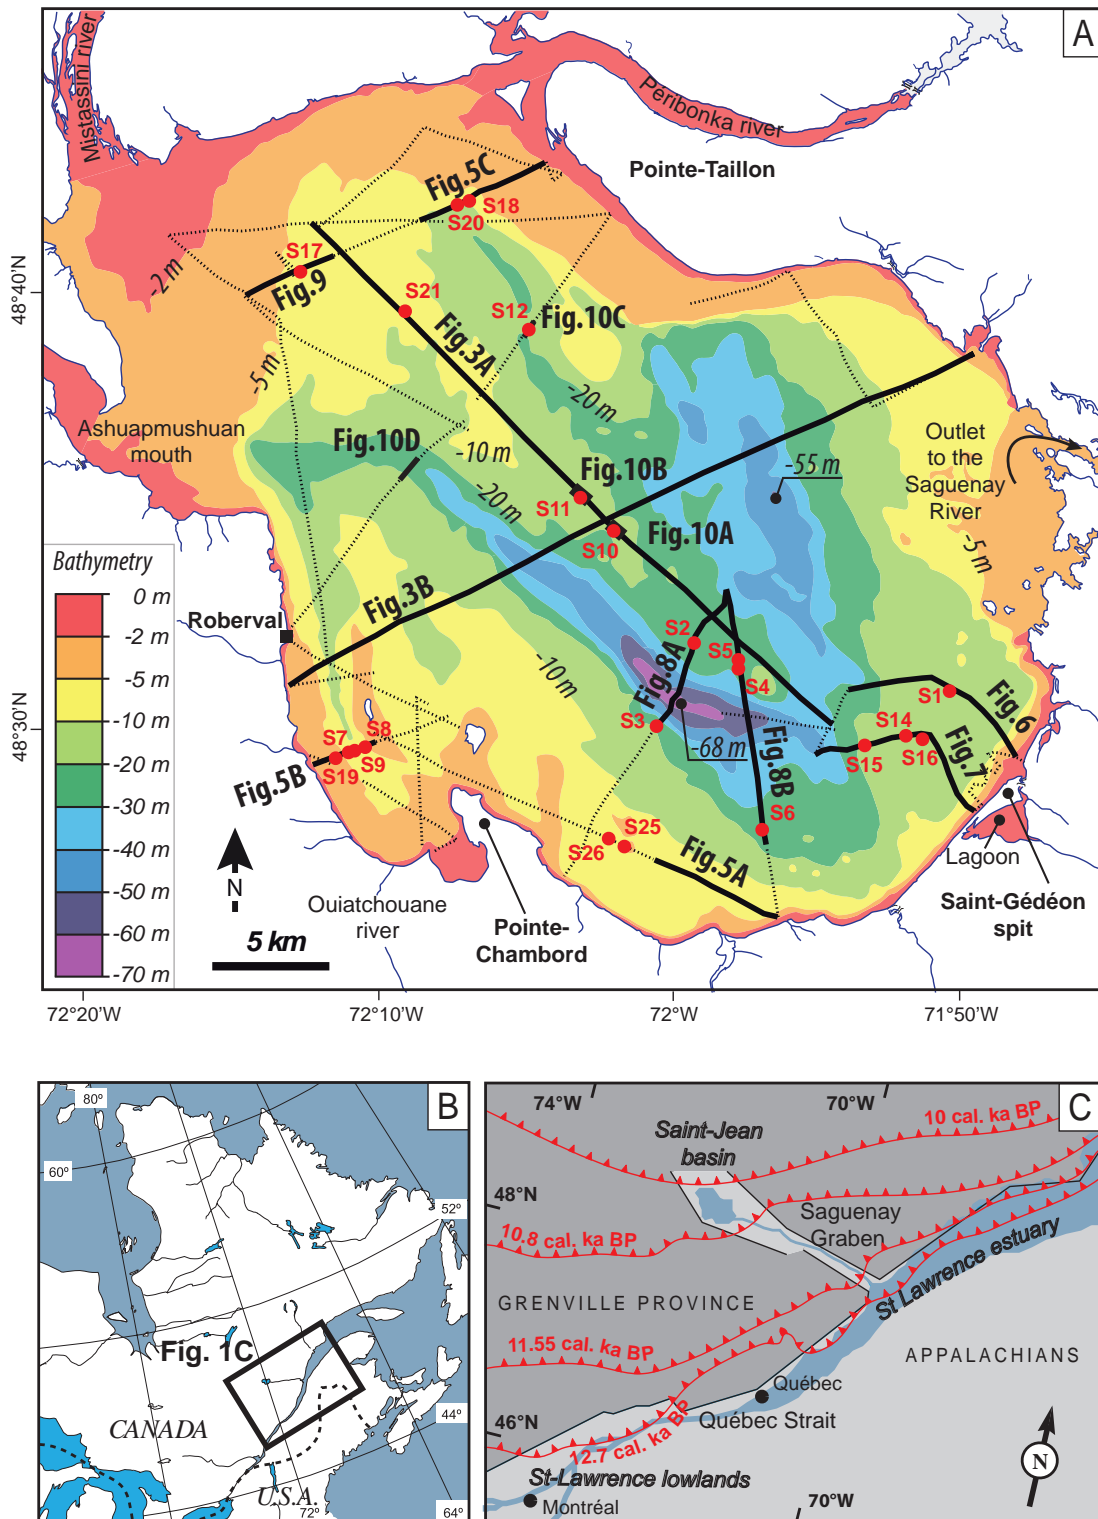 A
Mistassini river
Péribonka river
Pointe-Taillon
Fig.5C
S18
S20
S17
Fig.9
-2 m
48°40'N
S21
S12
Fig.10C
Fig.3A
-5 m
-20 m
Ashuapmushuan
mouth
Fig.10D
-10 m
-20 m
Fig.10B
S11
-55 m
Outlet
to the
Saguenay
River
Fig.10A
S10
-5 m
Bathymetry
0 m
-2 m
-5 m
-10 m
-20 m
-30 m
-40 m
-50 m
-60 m
-70 m
Roberval
Fig.3B
S2
S5
S4
Fig.8A
-10 m
S3
S1
Fig.6
48°30'N
S7
S8
S19
S9
Fig.5B
-68 m
Fig.8B
S14
S15
S16
Fig.7
S6
S25
S26
Fig.5A
Lagoon
N
5 km
Ouiatchouane
river
Pointe-
Chambord
Saint-Gédéon
spit
72°20'W
72°10'W
72°W
71°50'W
B
80º
60º
52º
Fig. 1C
CANADA
44º
U.S.A.
72º
64º
C
74°W
70°W
10 cal. ka BP
Saint-Jean
basin
48°N
Saguenay
Graben
10.8 cal. ka BP
St Lawrence estuary
GRENVILLE PROVINCE
11.55 cal. ka BP
APPALACHIANS
Québec
46°N
Québec Strait
12.7 cal. ka BP
St-Lawrence lowlands
Montréal
70°W
N